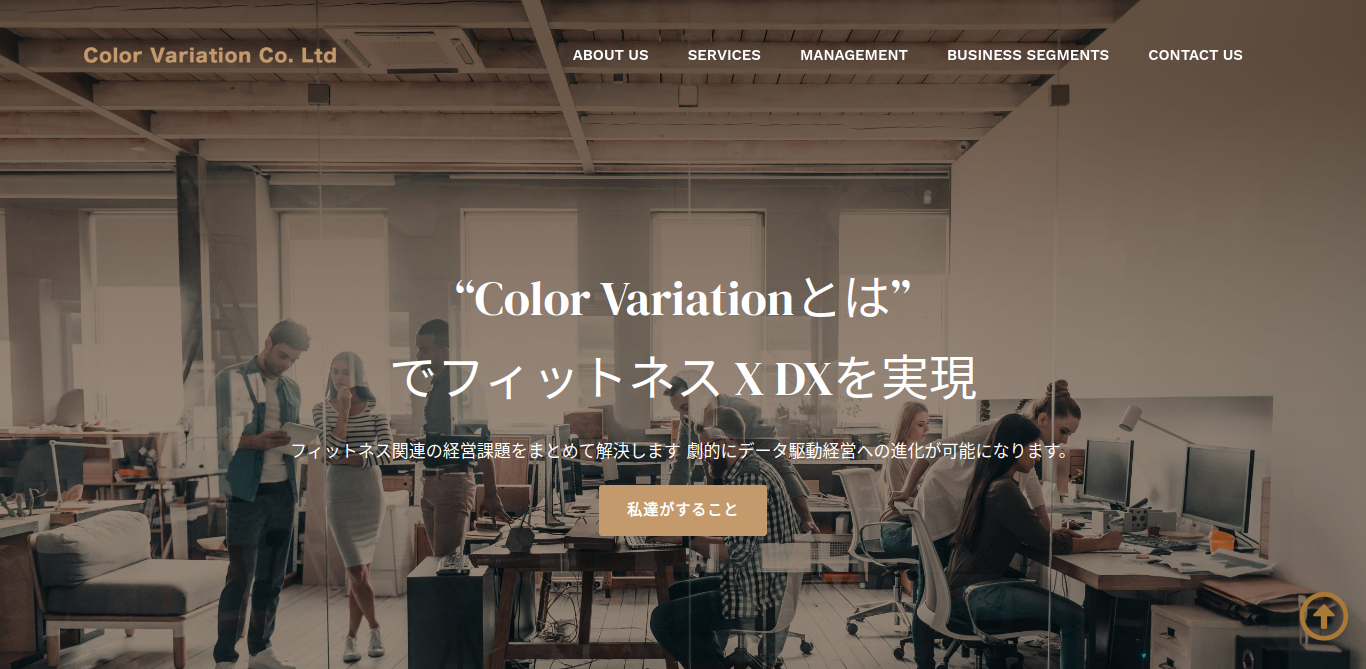 Color Variation Co. Ltd
ABOUT US SERVICES MANAGEMENT BUSINESS SEGMENTS CONTACT US
“Color Variationとは”
でフィットネス X DXを実現
フィットネス関連の経営課題をまとめて解決します 劇的にデータ駆動経営への進化が可能になります。
私達がすること